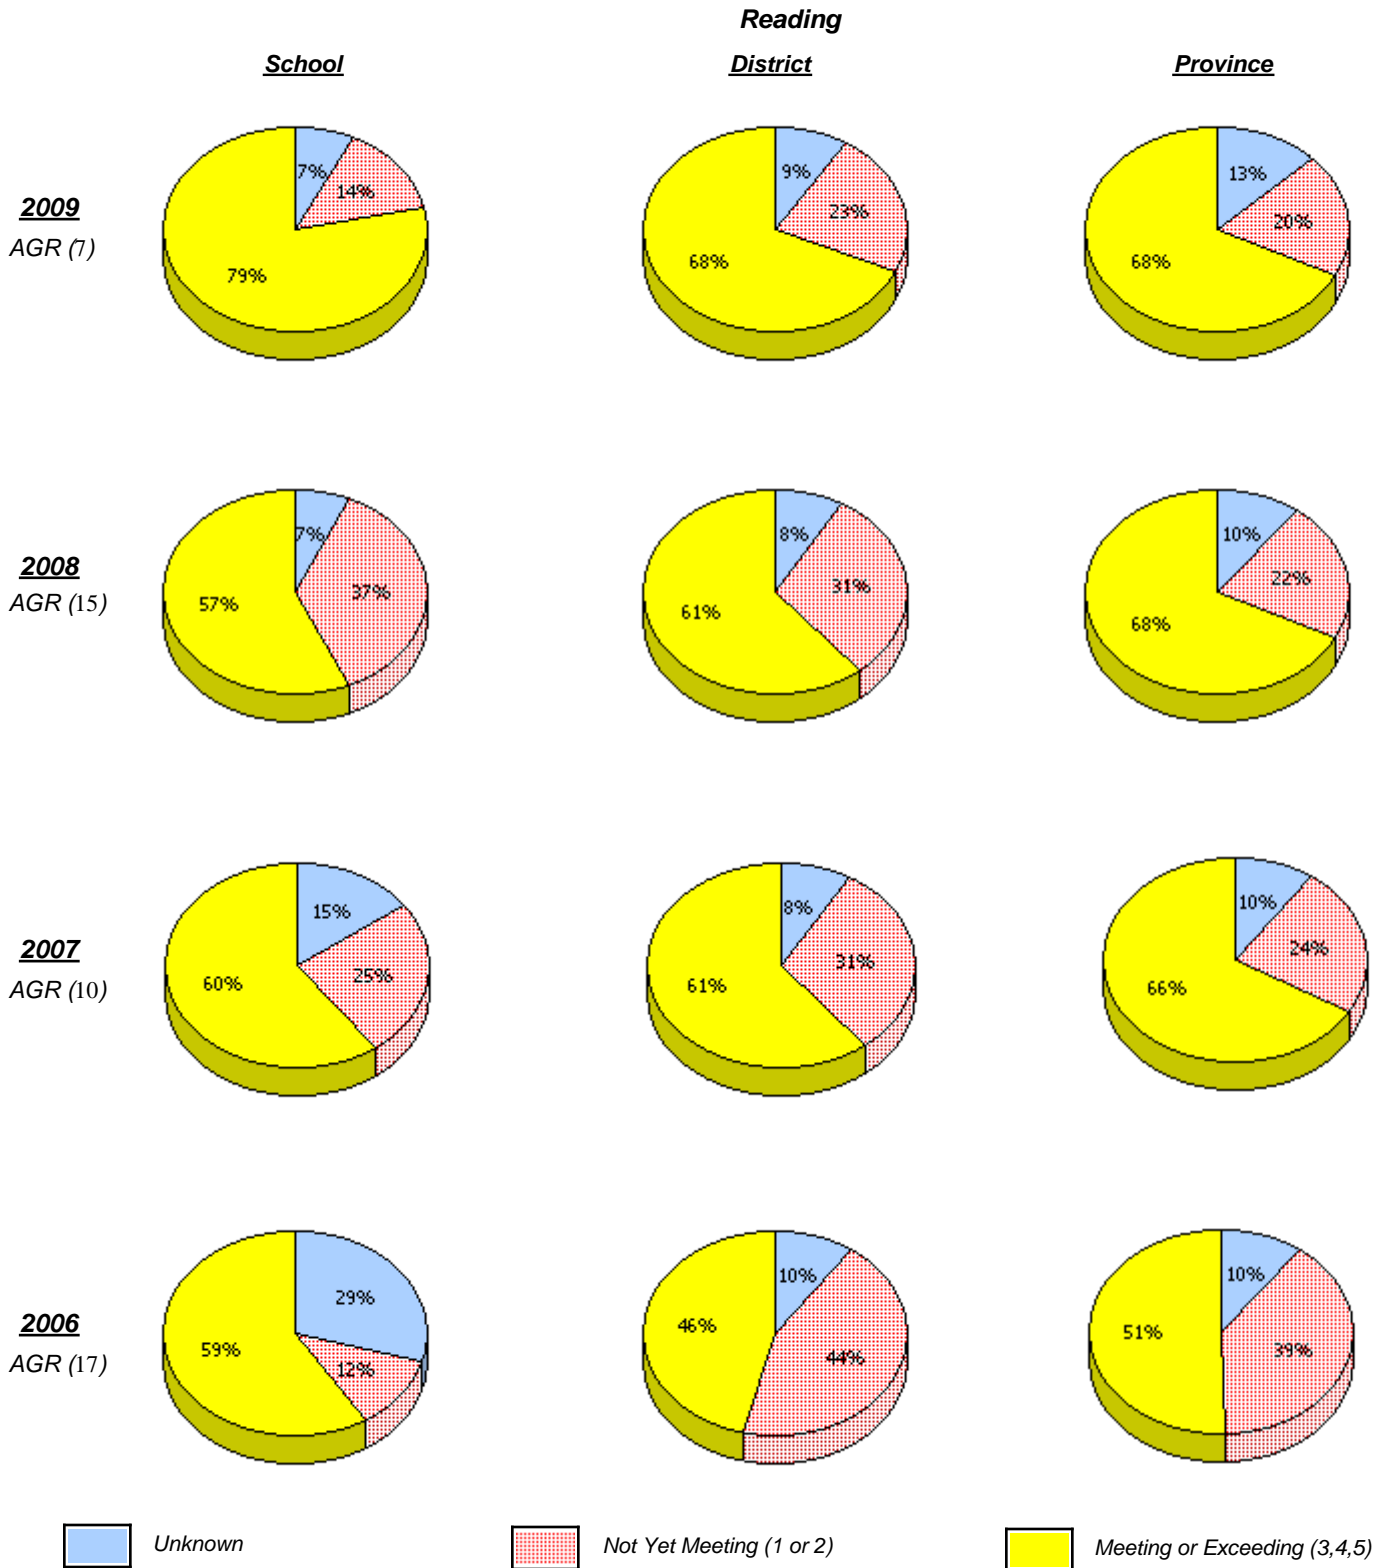 Reading
School District Province
2009
AGR (7)
7% 14% 79%
9% 23% 68%
13% 20% 68%
2008
AGR (15)
7% 37% 57%
8% 31% 61%
10% 22% 68%
2007
AGR (10)
15% 25% 60%
8% 31% 61%
10% 24% 66%
2006
AGR (17)
29% 12% 59%
10% 44% 46%
10% 39% 51%
Unknown Not Yet Meeting (1 or 2) Meeting or Exceeding (3,4,5)